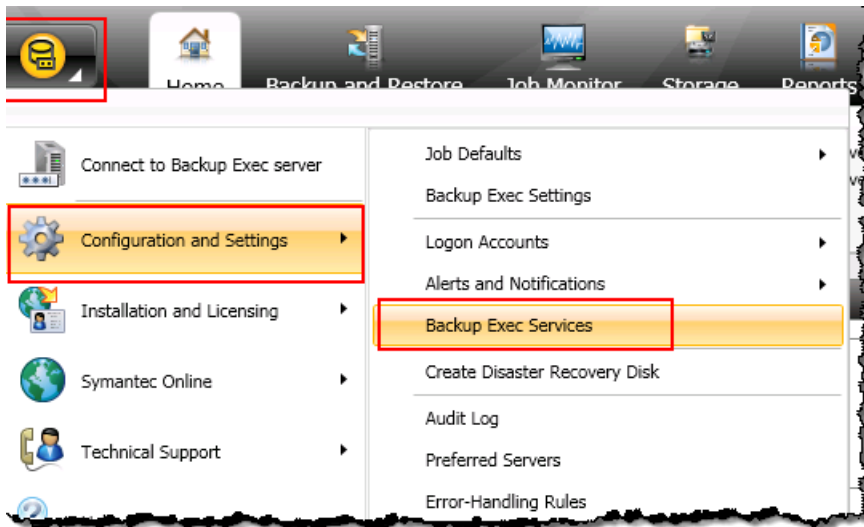 Home
Backup and Restore
Job Monitor
Storage
Reports
Connect to Backup Exec server
Configuration and Settings
Installation and Licensing
Symantec Online
Technical Support
Job Defaults
Backup Exec Settings
Logon Accounts
Alerts and Notifications
Backup Exec Services
Create Disaster Recovery Disk
Audit Log
Preferred Servers
Error-Handling Rules